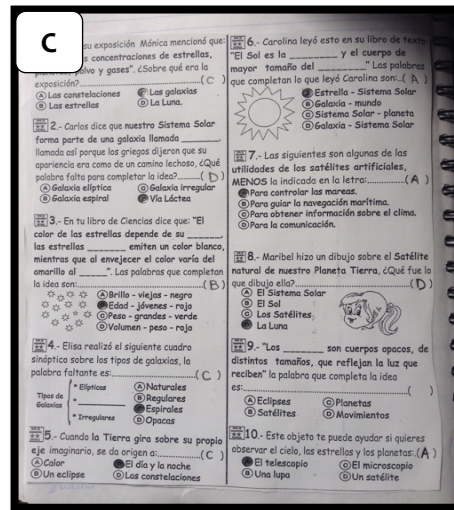 C
su exposición Mónica mencionó que:
s concentraciones de estrellas,
polvo y gases". ¿Sobre qué era la
exposición?..................( C )
Ⓐ Las constelaciones Las galaxias
Ⓑ Las estrellas Ⓓ La Luna.
2.- Carlos dice que nuestro Sistema Solar
forma parte de una galaxia llamada ______,
llamada así porque los griegos dijeron que su
apariencia era como de un camino lechoso, ¿Qué
palabra falta para completar la idea?........( D )
Ⓐ Galaxia elíptica Ⓒ Galaxia irregular
Ⓑ Galaxia espiral Vía Láctea
3.- En tu libro de Ciencias dice que: "El
color de las estrellas depende de su ______,
las estrellas ______ emiten un color blanco,
mientras que al envejecer el color varía del
amarillo al _____". Las palabras que completan
la idea son:..................( B )
Ⓐ Brillo - viejas - negro
Edad - jóvenes - rojo
Ⓒ Peso - grandes - verde
Ⓓ Volumen - peso - rojo
4.- Elisa realizó el siguiente cuadro
sinóptico sobre los tipos de galaxias, la
palabra faltante es:..................( C )
Tipos de Galaxias
* Elípticas
* ________
* Irregulares
Ⓐ Naturales
Ⓑ Regulares
Espirales
Ⓓ Opacas
5.- Cuando la Tierra gira sobre su propio
eje imaginario, se da origen a:..........( C )
Ⓐ Calor El día y la noche
Ⓑ Un eclipse Ⓓ Las constelaciones
6.- Carolina leyó esto en su libro de texto
"El Sol es la ________ y el cuerpo de
mayor tamaño del ________." Las palabras
que completan lo que leyó Carolina son:..( A )
Estrella - Sistema Solar
Ⓑ Galaxia - mundo
Ⓒ Sistema Solar - planeta
Ⓓ Galaxia - Sistema Solar
7.- Las siguientes son algunas de las
utilidades de los satélites artificiales,
MENOS la indicada en la letra:..........( A )
Para controlar las mareas.
Ⓑ Para guiar la navegación marítima.
Ⓒ Para obtener información sobre el clima.
Ⓓ Para la comunicación.
8.- Maribel hizo un dibujo sobre el Satélite
natural de nuestro Planeta Tierra, ¿Qué fue lo
que dibujo ella?..................( D )
Ⓐ El Sistema Solar
Ⓑ El Sol
Ⓒ Los Satélites
La Luna
9.- "Los ________ son cuerpos opacos, de
distintos tamaños, que reflejan la luz que
reciben" la palabra que completa la idea
es:..................( )
Ⓐ Eclipses Ⓒ Planetas
Ⓑ Satélites Ⓓ Movimientos
10.- Este objeto te puede ayudar si quieres
observar el cielo, las estrellas y los planetas:.( A )
El telescopio Ⓒ El microscopio
Ⓑ Una lupa Ⓓ Un satélite